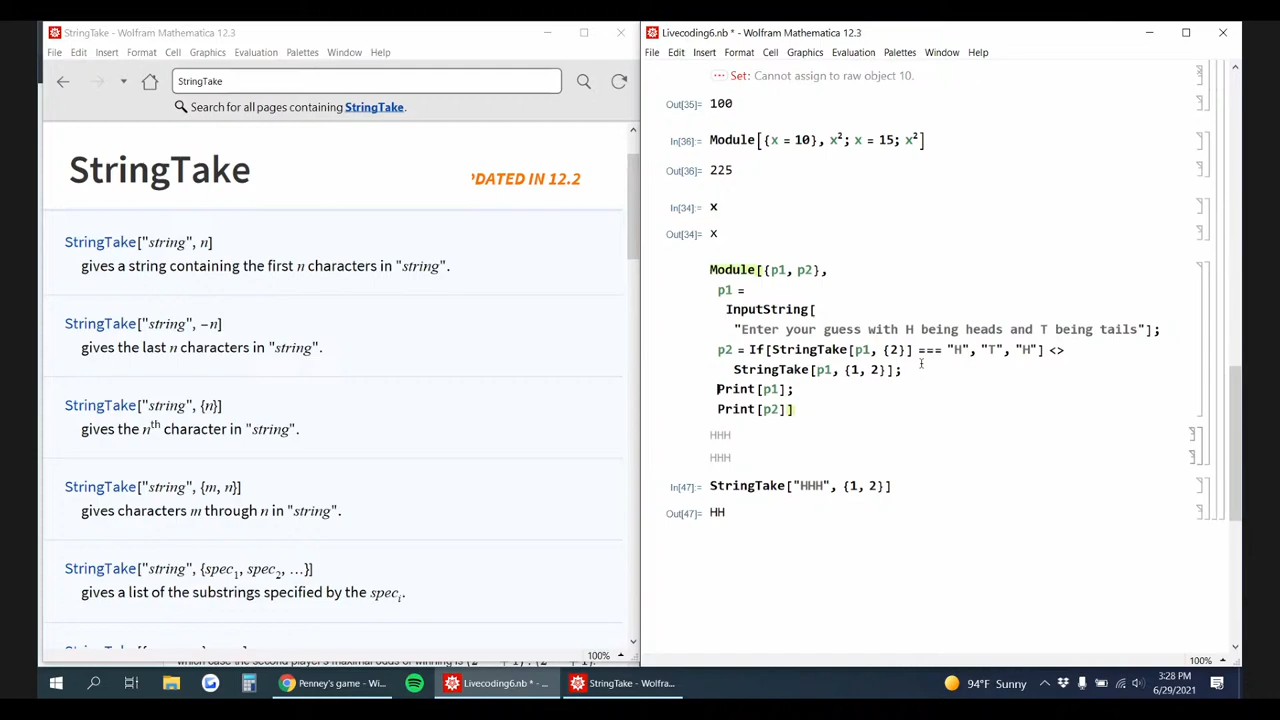 StringTake - Wolfram Mathematica 12.3
File Edit Insert Format Cell Graphics Evaluation Palettes Window Help
StringTake
Search for all pages containing StringTake.
StringTake
DATED IN 12.2
StringTake["string", n]
gives a string containing the first n characters in "string".
StringTake["string", -n]
gives the last n characters in "string".
StringTake["string", {n}]
gives the nth character in "string".
StringTake["string", {m, n}]
gives characters m through n in "string".
StringTake["string", {spec1, spec2, …}]
gives a list of the substrings specified by the speci.
100%
Livecoding6.nb * - Wolfram Mathematica 12.3
File Edit Insert Format Cell Graphics Evaluation Palettes Window Help
Set: Cannot assign to raw object 10.
Out[35]= 100
In[36]:= Module[{x = 10}, x²; x = 15; x²]
Out[36]= 225
In[34]:= x
Out[34]= x
Module[{p1, p2},
p1 =
InputString[
"Enter your guess with H being heads and T being tails"];
p2 = If[StringTake[p1, {2}] === "H", "T", "H"] <>
StringTake[p1, {1, 2}];
Print[p1];
Print[p2]]
HHH
HHH
In[47]:= StringTake["HHH", {1, 2}]
Out[47]= HH
100%
Penney's game - Wi...
Livecoding6.nb * - ...
StringTake - Wolfra...
94°F Sunny
3:28 PM
6/29/2021